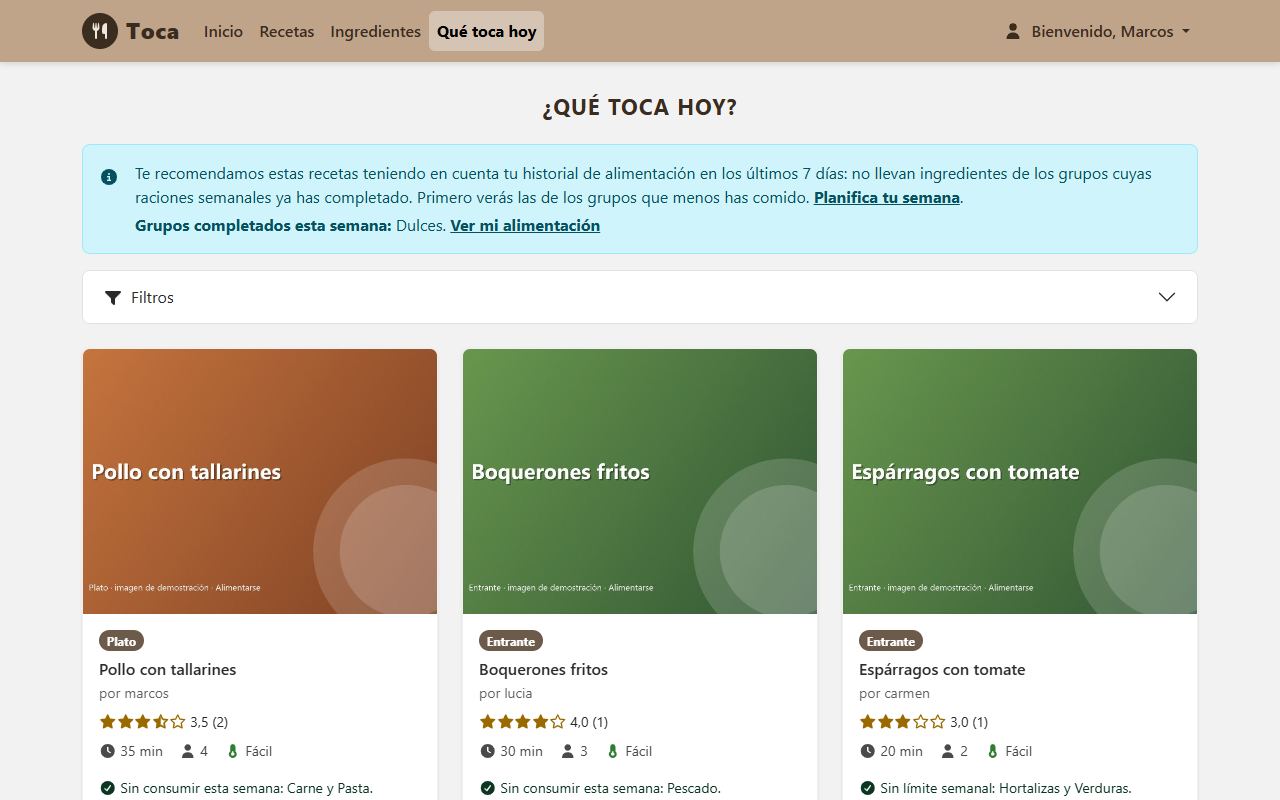 Toca Inicio Recetas Ingredientes Qué toca hoy Bienvenido, Marcos
¿QUÉ TOCA HOY?
Te recomendamos estas recetas teniendo en cuenta tu historial de alimentación en los últimos 7 días: no llevan ingredientes de los grupos cuyas
raciones semanales ya has completado. Primero verás las de los grupos que menos has comido. Planifica tu semana.
Grupos completados esta semana: Dulces. Ver mi alimentación
Filtros
Pollo con tallarines
Plato · imagen de demostración · Alimentarse
Plato
Pollo con tallarines
por marcos
3,5 (2)
35 min 4 Fácil
Sin consumir esta semana: Carne y Pasta.
Boquerones fritos
Entrante · imagen de demostración · Alimentarse
Entrante
Boquerones fritos
por lucia
4,0 (1)
30 min 3 Fácil
Sin consumir esta semana: Pescado.
Espárragos con tomate
Entrante · imagen de demostración · Alimentarse
Entrante
Espárragos con tomate
por carmen
3,0 (1)
20 min 2 Fácil
Sin límite semanal: Hortalizas y Verduras.